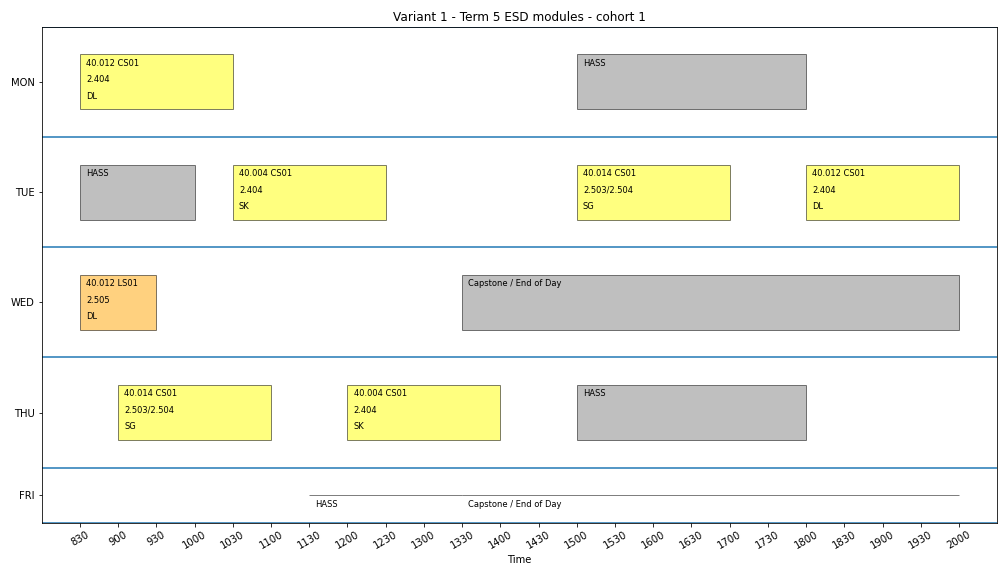 Variant 1 - Term 5 ESD modules - cohort 1
MON
40.012 CS01
2.404
DL
HASS
TUE
HASS
40.004 CS01
2.404
SK
40.014 CS01
2.503/2.504
SG
40.012 CS01
2.404
DL
WED
40.012 LS01
2.505
DL
Capstone / End of Day
THU
40.014 CS01
2.503/2.504
SG
40.004 CS01
2.404
SK
HASS
FRI
HASS
Capstone / End of Day
830 900 930 1000 1030 1100 1130 1200 1230 1300 1330 1400 1430 1500 1600 1630 1700 1730 1800 1830 1900 1930 2000
Time